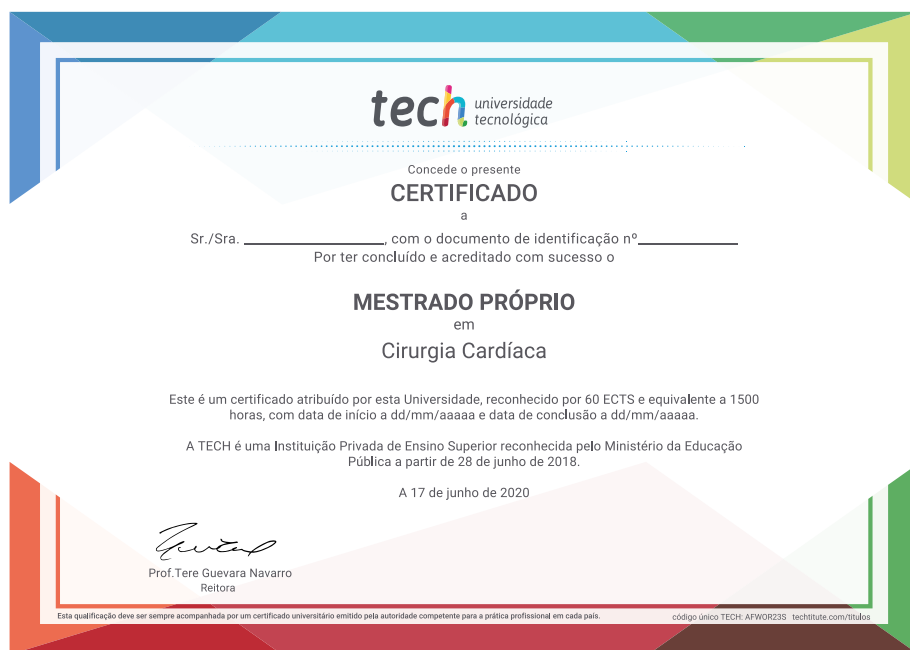 tech universidade
tecnológica
Concede o presente
CERTIFICADO
a
Sr./Sra. ________________, com o documento de identificação nº____________
Por ter concluído e acreditado com sucesso o
MESTRADO PRÓPRIO
em
Cirurgia Cardíaca
Este é um certificado atribuído por esta Universidade, reconhecido por 60 ECTS e equivalente a 1500
horas, com data de início a dd/mm/aaaaa e data de conclusão a dd/mm/aaaaa.
A TECH é uma Instituição Privada de Ensino Superior reconhecida pelo Ministério da Educação
Pública a partir de 28 de junho de 2018.
A 17 de junho de 2020
Prof.Tere Guevara Navarro
Reitora
Esta qualificação deve ser sempre acompanhada por um certificado universitário emitido pela autoridade competente para a prática profissional em cada país.
código único TECH: AFWOR23S techtitute.com/titulos